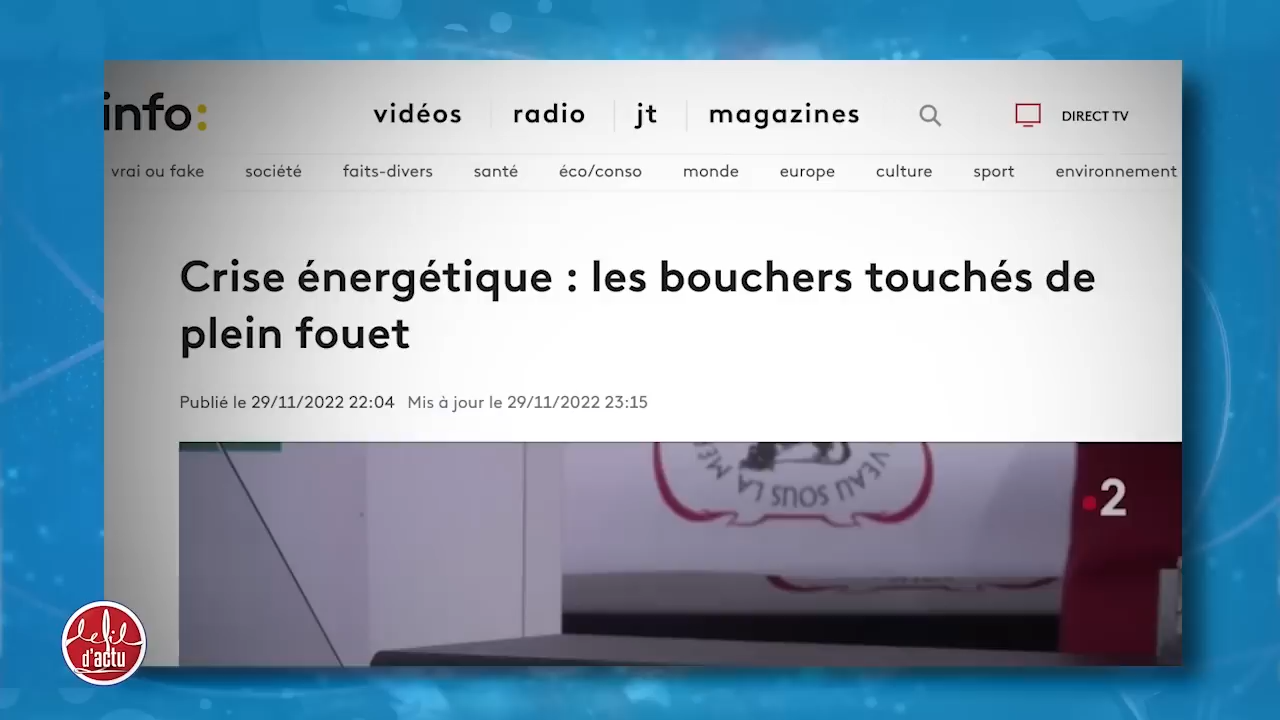 info:
vidéos radio jt magazines DIRECT TV
vrai ou fake société faits-divers santé éco/conso monde europe culture sport environnement
Crise énergétique : les bouchers touchés de
plein fouet
Publié le 29/11/2022 22:04 Mis à jour le 29/11/2022 23:15
VEAU SOUS LA
2
le fil
d'actu